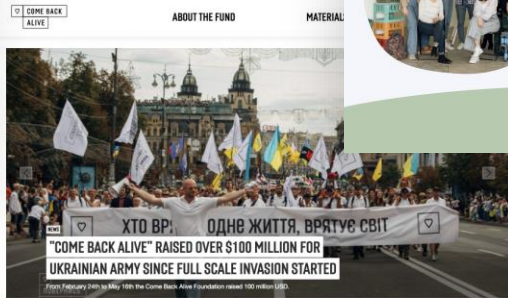 COME BACK
ALIVE
ABOUT THE FUND
ХТО ОДНЕ ЖИТТЯ, ВРЯТУЄ СВІТ
NEWS
"COME BACK ALIVE" RAISED OVER $100 MILLION FOR
UKRAINIAN ARMY SINCE FULL SCALE INVASION STARTED
From February 24th to May 16th the Come Back Alive Foundation raised 100 million USD.